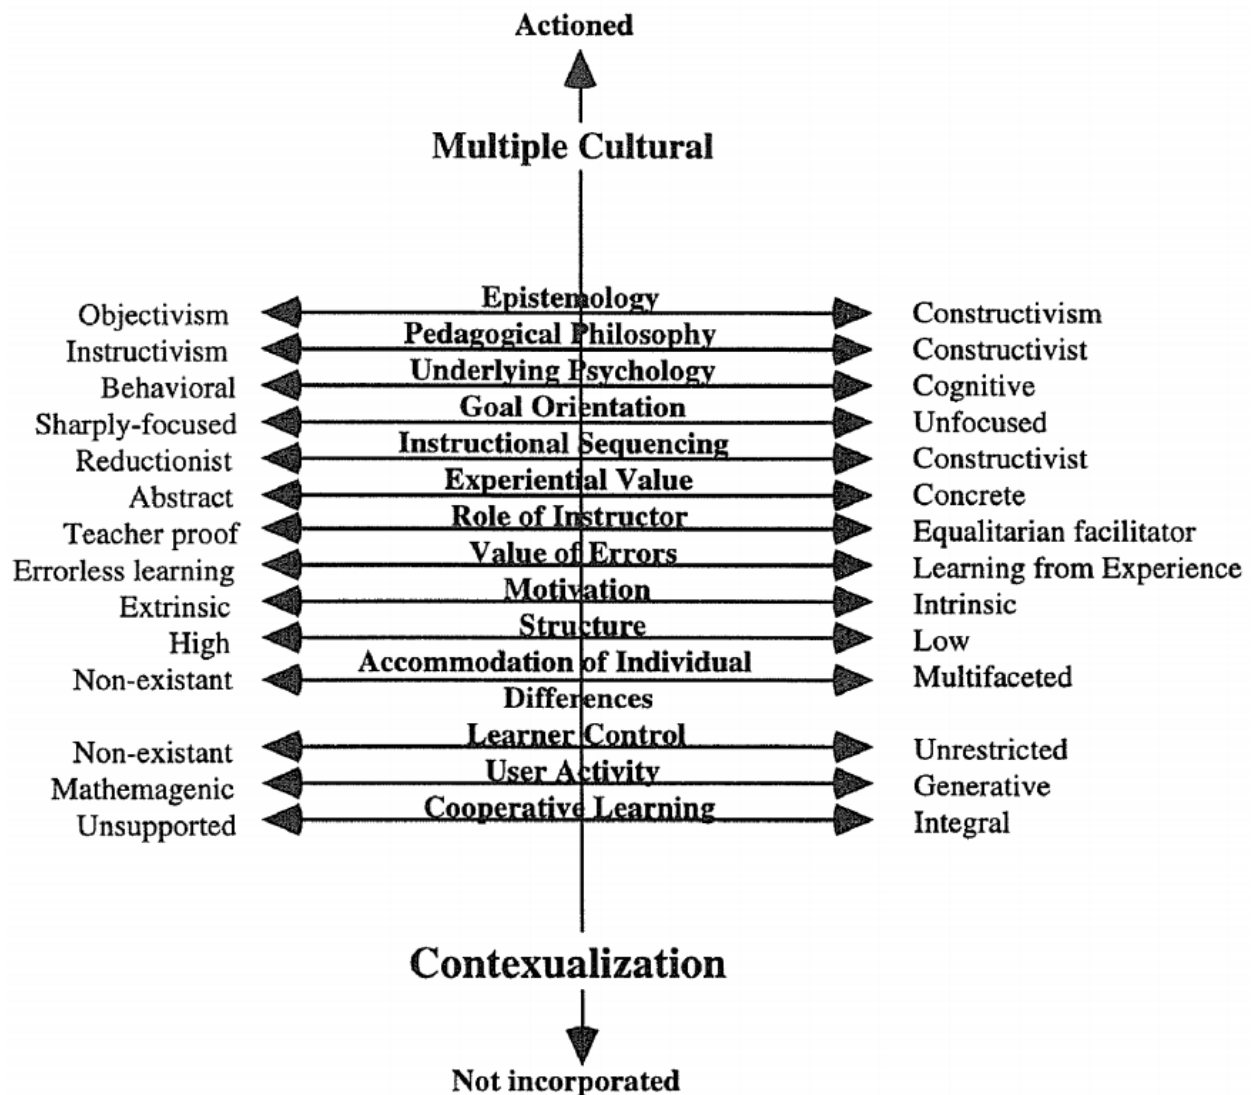 Actioned
Multiple Cultural
Epistemology
Objectivism Constructivism
Pedagogical Philosophy
Instructivism Constructivist
Underlying Psychology
Behavioral Cognitive
Goal Orientation
Sharply-focused Unfocused
Instructional Sequencing
Reductionist Constructivist
Experiential Value
Abstract Concrete
Role of Instructor
Teacher proof Equalitarian facilitator
Value of Errors
Errorless learning Learning from Experience
Motivation
Extrinsic Intrinsic
Structure
High Low
Accommodation of Individual
Non-existant Multifaceted
Differences
Learner Control
Non-existant Unrestricted
User Activity
Mathemagenic Generative
Cooperative Learning
Unsupported Integral
Contexualization
Not incorporated